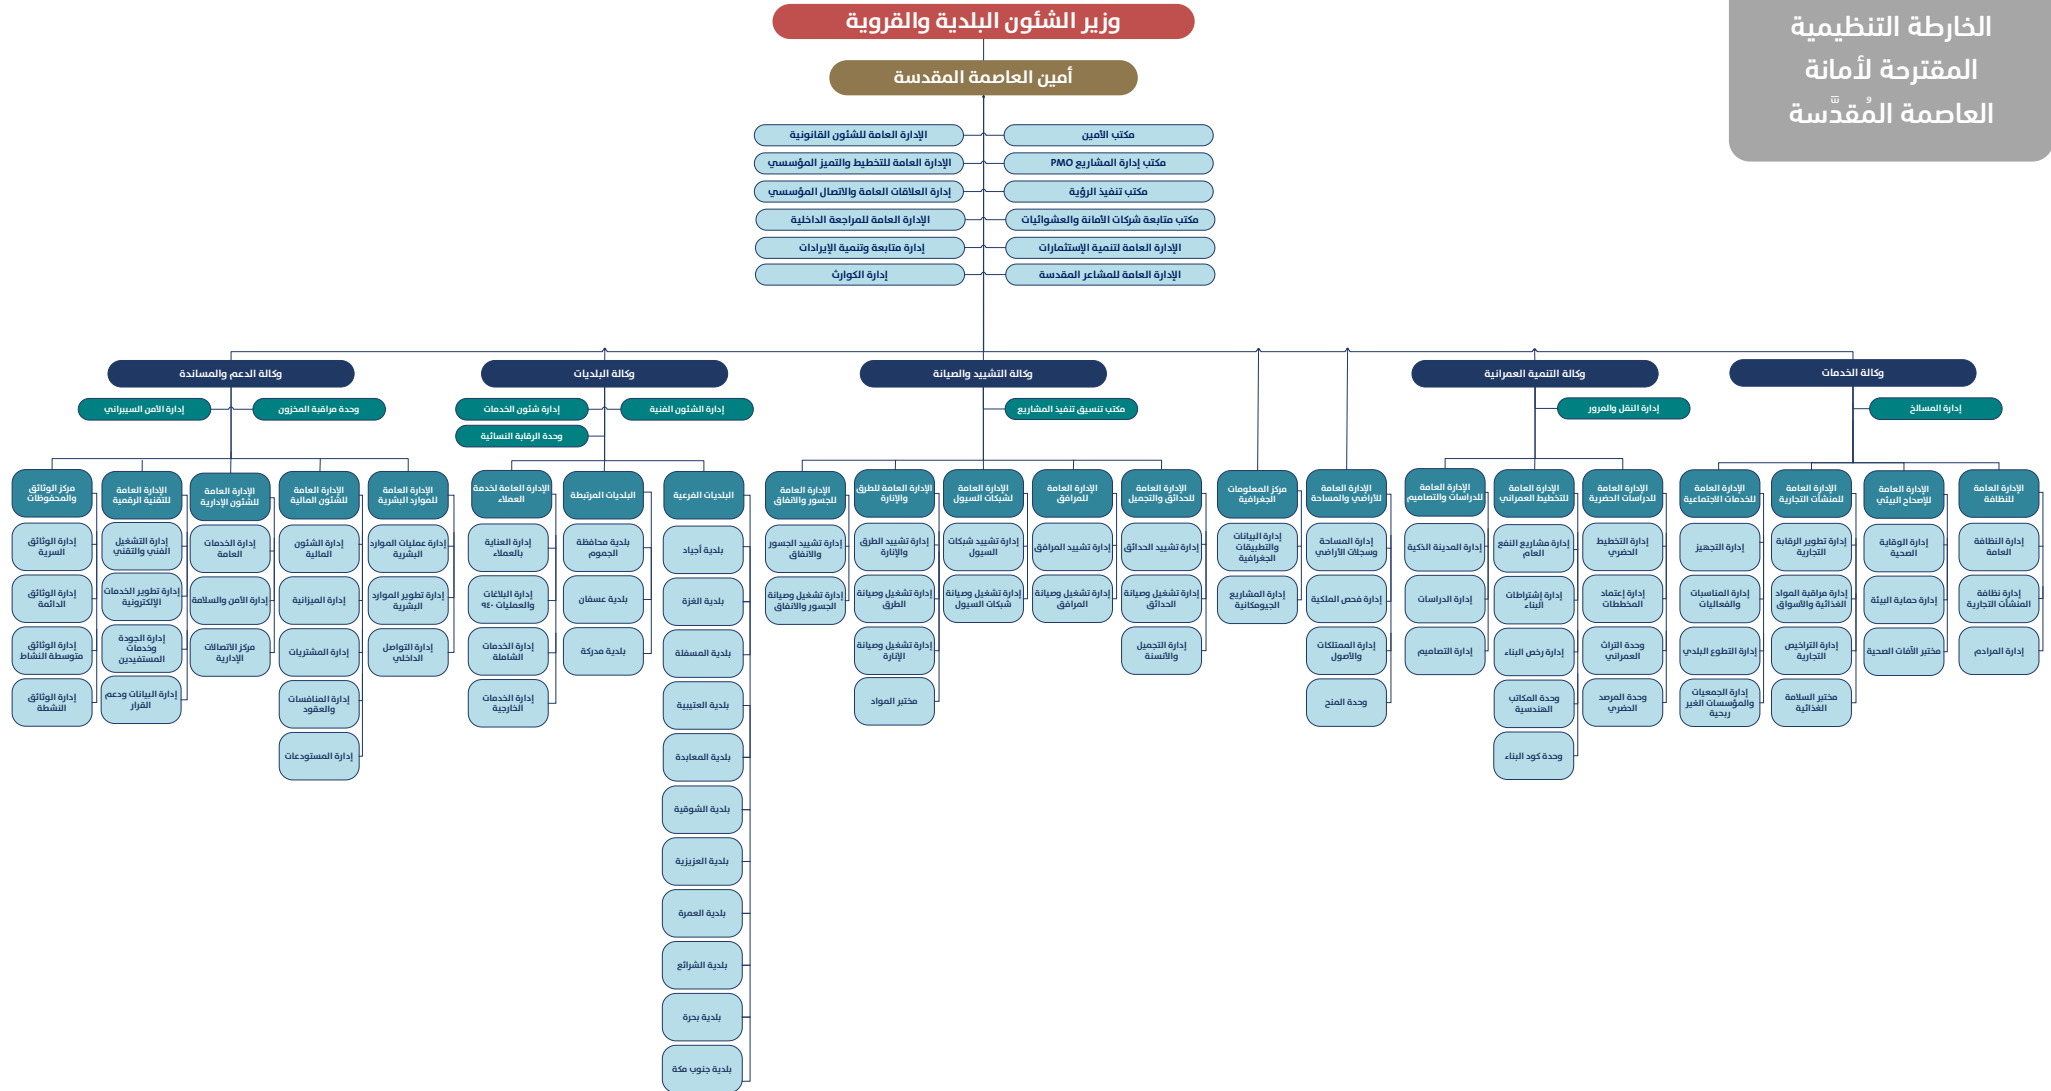 الخارطة التنظيمية
المقترحة لأمانة
العاصمة المُقدَّسة
وزير الشئون البلدية والقروية
أمين العاصمة المقدسة
مكتب الأمين
الإدارة العامة للشئون القانونية
مكتب إدارة المشاريع PMO
الإدارة العامة للتخطيط والتميز المؤسسي
مكتب تنفيذ الرؤية
إدارة العلاقات العامة والاتصال المؤسسي
مكتب متابعة شركات الأمانة والعشوائيات
الإدارة العامة للمراجعة الداخلية
الإدارة العامة لتنمية الإستثمارات
إدارة متابعة وتنمية الإيرادات
الإدارة العامة للمشاعر المقدسة
إدارة الكوارث
وكالة الخدمات
إدارة المسالخ
الإدارة العامة
للنظافة
إدارة النظافة
العامة
إدارة نظافة
المنشأت التجارية
إدارة المرادم
الإدارة العامة
للإصحاح البيئي
إدارة الوقاية
الصحية
إدارة حماية البيئة
مختبر الآفات الصحية
الإدارة العامة
للمنشأت التجارية
إدارة تطوير الرقابة
التجارية
إدارة مراقبة المواد
الغذائية والأسواق
إدارة التراخيص
التجارية
مختبر السلامة
الغذائية
الإدارة العامة
للخدمات الاجتماعية
إدارة التجهيز
إدارة المناسبات
والفعاليات
إدارة التطوع البلدي
إدارة الجمعيات
والمؤسسات الغير
ربحية
وكالة التنمية العمرانية
إدارة النقل والمرور
الإدارة العامة
للدراسات الحضرية
إدارة التخطيط
الحضري
إدارة إعتماد
المخططات
وحدة التراث
العمراني
وحدة المرصد
الحضري
الإدارة العامة
للتخطيط العمراني
إدارة مشاريع النفع
العام
إدارة إشتراطات
البناء
إدارة رخص البناء
وحدة المكاتب
الهندسية
وحدة كود البناء
الإدارة العامة
للدراسات والتصاميم
إدارة المدينة الذكية
إدارة الدراسات
إدارة التصاميم
الإدارة العامة
للأراضي والمساحة
إدارة المساحة
وسجلات الأراضي
إدارة فحص الملكية
إدارة الممتلكات
والأصول
وحدة المنح
مركز المعلومات
الجغرافية
إدارة البيانات
والتطبيقات
الجغرافية
إدارة المشاريع
الجيومكانية
وكالة التشييد والصيانة
مكتب تنسيق تنفيذ المشاريع
الإدارة العامة
للحدائق والتجميل
إدارة تشييد الحدائق
إدارة تشغيل وصيانة
الحدائق
إدارة التجميل
والأنسنة
الإدارة العامة
للمرافق
إدارة تشييد المرافق
إدارة تشغيل وصيانة
المرافق
الإدارة العامة
لشبكات السيول
إدارة تشييد شبكات
السيول
إدارة تشغيل وصيانة
شبكات السيول
الإدارة العامة للطرق
والإنارة
إدارة تشييد الطرق
والإنارة
إدارة تشغيل وصيانة
الطرق
إدارة تشغيل وصيانة
الإنارة
مختبر المواد
الإدارة العامة
للجسور والانفاق
إدارة تشييد الجسور
والانفاق
إدارة تشغيل وصيانة
الجسور والانفاق
وكالة البلديات
إدارة الشئون الفنية
إدارة شئون الخدمات
وحدة الرقابة النسائية
البلديات الفرعية
بلدية أجياد
بلدية الغزة
بلدية المسفلة
بلدية العتيبية
بلدية المعابدة
بلدية الشوقية
بلدية العزيزية
بلدية العمرة
بلدية الشرائع
بلدية بحرة
بلدية جنوب مكة
البلديات المرتبطة
بلدية محافظة
الجموم
بلدية عسفان
بلدية مدركة
الإدارة العامة لخدمة
العملاء
إدارة العناية
بالعملاء
إدارة البلاغات
والعمليات ٩٤٠
إدارة الخدمات
الشاملة
إدارة الخدمات
الخارجية
وكالة الدعم والمساندة
وحدة مراقبة المخزون
إدارة الأمن السيبراني
الإدارة العامة
للموارد البشرية
إدارة عمليات الموارد
البشرية
إدارة تطوير الموارد
البشرية
إدارة التواصل
الداخلي
الإدارة العامة
للشئون المالية
إدارة الشئون
المالية
إدارة الميزانية
إدارة المشتريات
إدارة المنافسات
والعقود
إدارة المستودعات
الإدارة العامة
للشئون الإدارية
إدارة الخدمات
العامة
إدارة الأمن والسلامة
مركز الاتصالات
الإدارية
الإدارة العامة
للتقنية الرقمية
إدارة التشغيل
الفني والتقني
إدارة تطوير الخدمات
الإلكترونية
إدارة الجودة
وخدمات
المستفيدين
إدارة البيانات ودعم
القرار
مركز الوثائق
والمحفوظات
إدارة الوثائق
السرية
إدارة الوثائق
الدائمة
إدارة الوثائق
متوسطة النشاط
إدارة الوثائق
النشطة